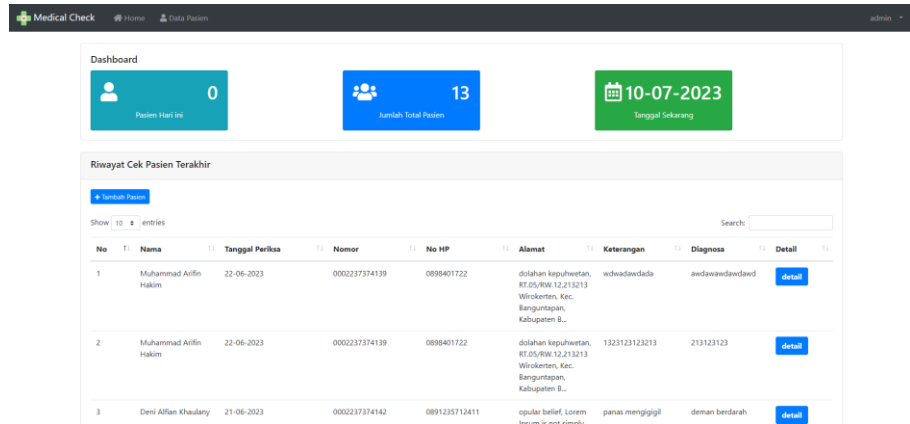 Medical Check Home Data Pasien admin
Dashboard
0
Pasien Hari ini
13
Jumlah Total Pasien
10-07-2023
Tanggal Sekarang
Riwayat Cek Pasien Terakhir
+ Tambah Pasien
Show 10 entries Search:
No Nama Tanggal Periksa Nomor No HP Alamat Keterangan Diagnosa Detail
1 Muhammad Arifin 22-06-2023 0002237374139 0898401722 dolahan kepuhwetan, wdwadawdada awdawawdawdawd detail
Hakim RT.05/RW.12,213213
Wirokerten, Kec.
Banguntapan,
Kabupaten B...
2 Muhammad Arifin 22-06-2023 0002237374139 0898401722 dolahan kepuhwetan, 1323123123213 213123123 detail
Hakim RT.05/RW.12,213213
Wirokerten, Kec.
Banguntapan,
Kabupaten B...
3 Deni Alfian Khaulany 21-06-2023 0002237374142 0891235712411 opular belief, Lorem panas mengigigil deman berdarah detail
Ipsum is not simply